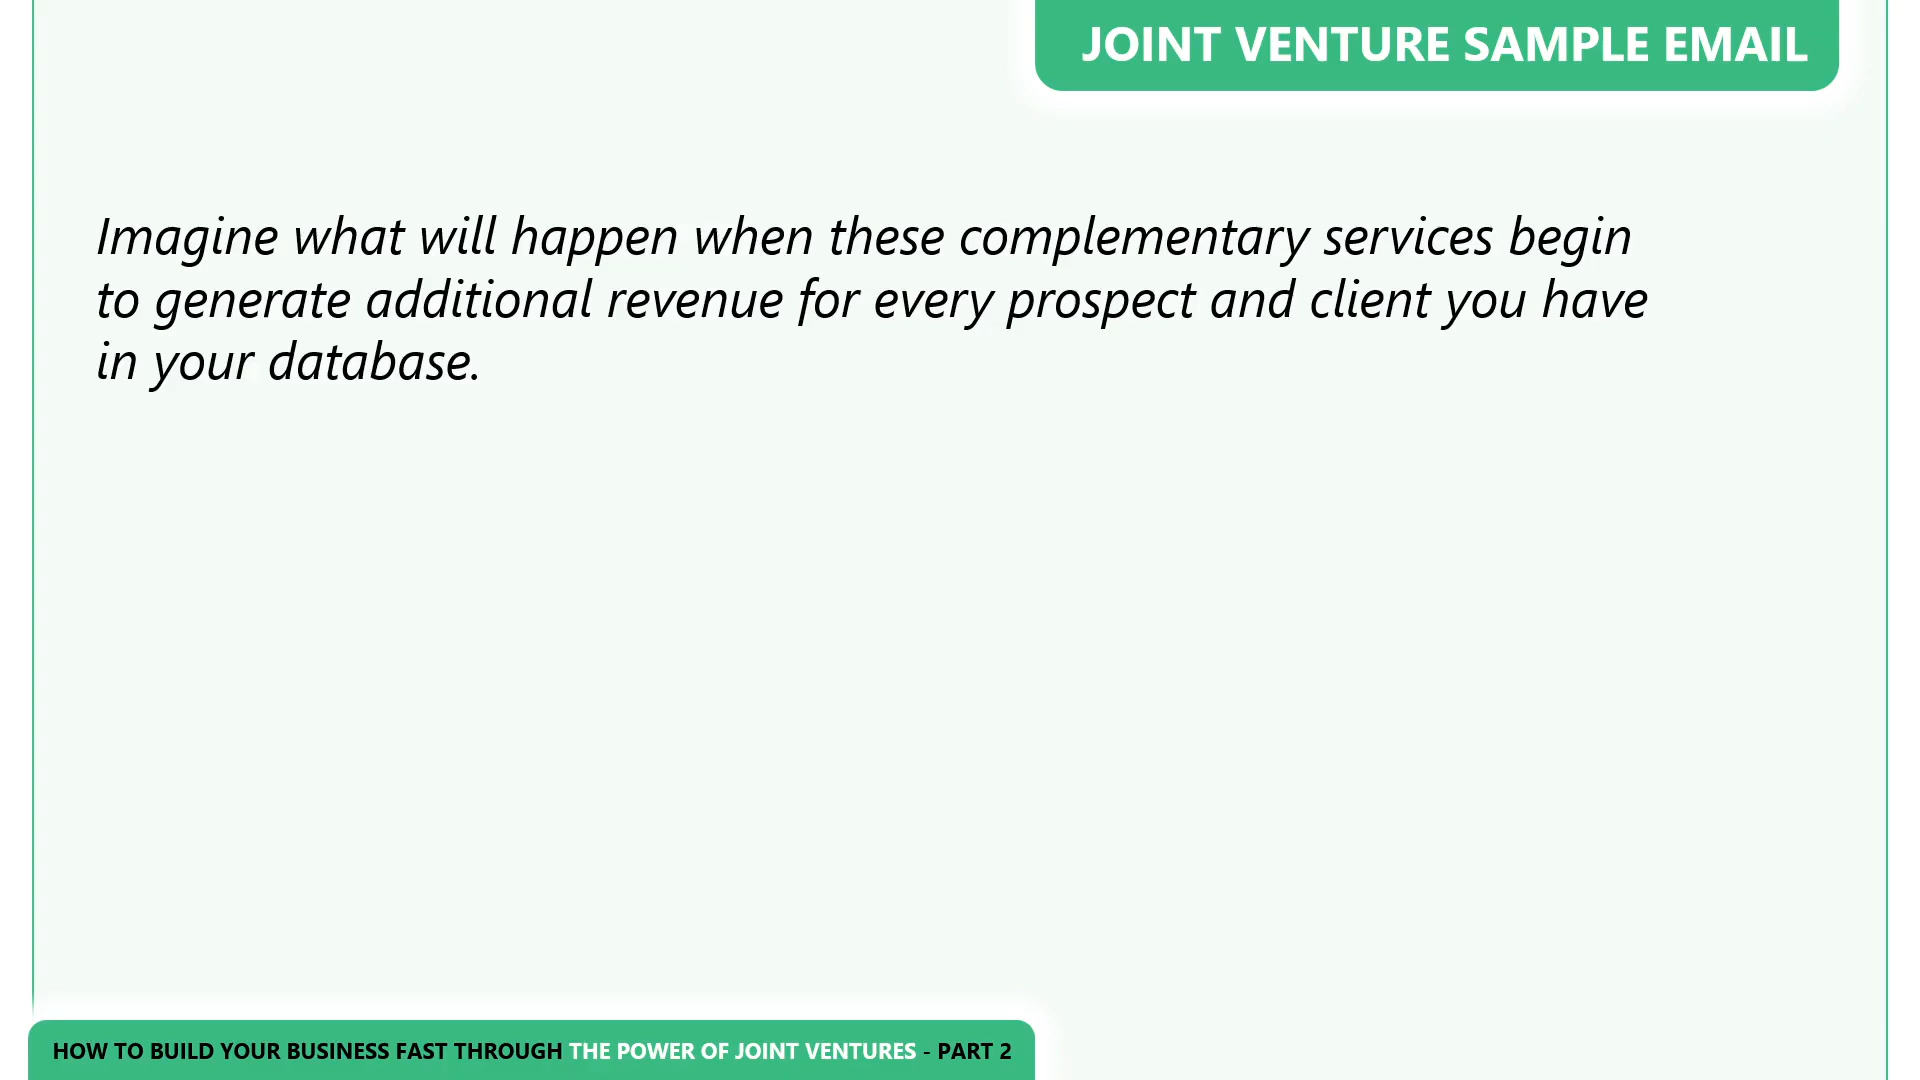 JOINT VENTURE SAMPLE EMAIL
Imagine what will happen when these complementary services begin
to generate additional revenue for every prospect and client you have
in your database.
HOW TO BUILD YOUR BUSINESS FAST THROUGH THE POWER OF JOINT VENTURES - PART 2